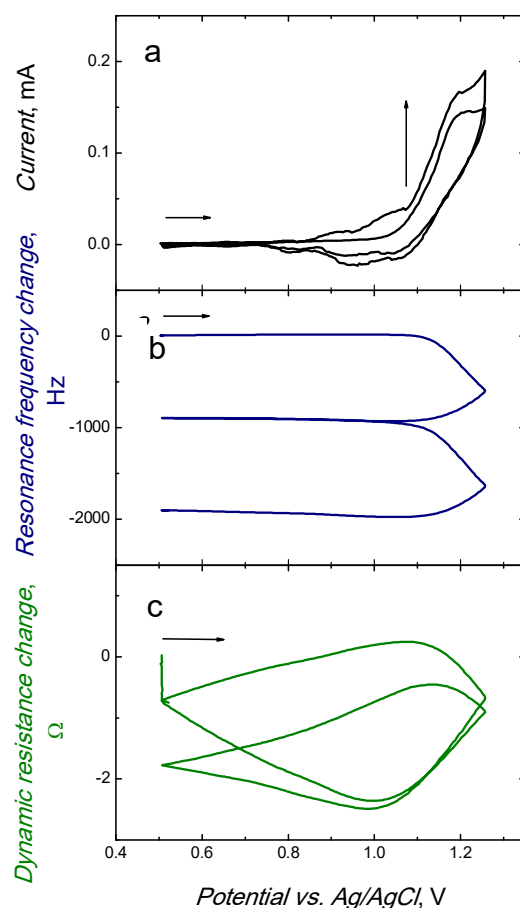 a
Current, mA
0.2
0.1
0.0
b
Resonance frequency change,
Hz
0
-1000
-2000
c
Dynamic resistance change,
Ω
0
-2
0.4 0.6 0.8 1.0 1.2
Potential vs. Ag/AgCl, V